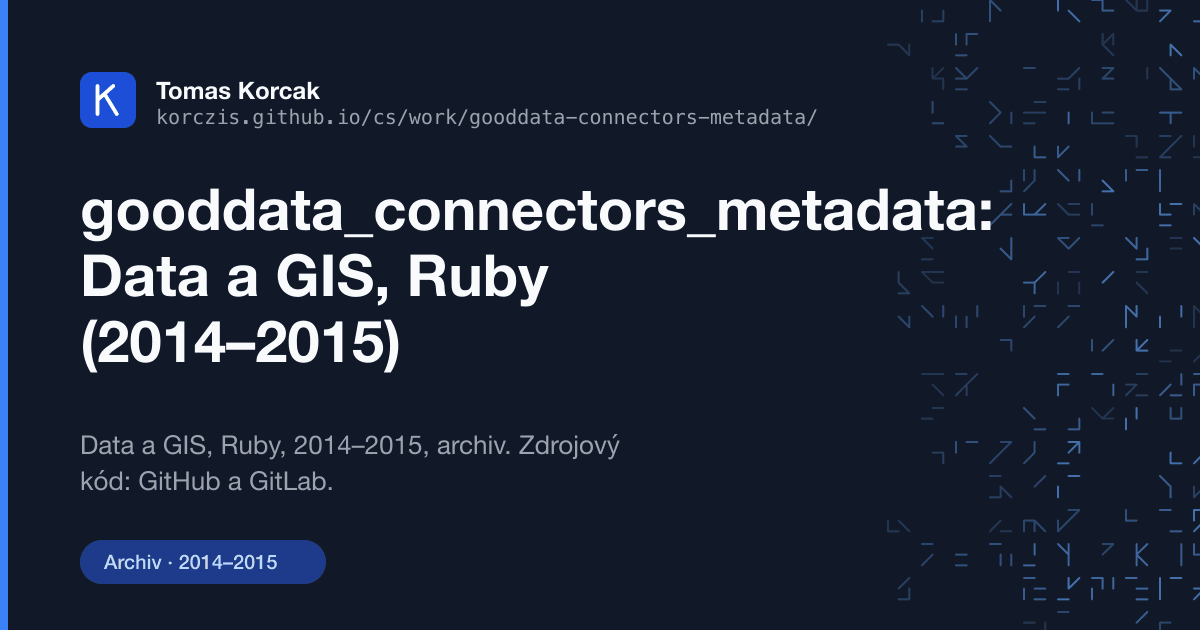 K
Tomas Korcak
korczis.github.io/cs/work/gooddata-connectors-metadata/
gooddata_connectors_metadata:
Data a GIS, Ruby
(2014–2015)
Data a GIS, Ruby, 2014–2015, archiv. Zdrojový
kód: GitHub a GitLab.
Archiv · 2014–2015